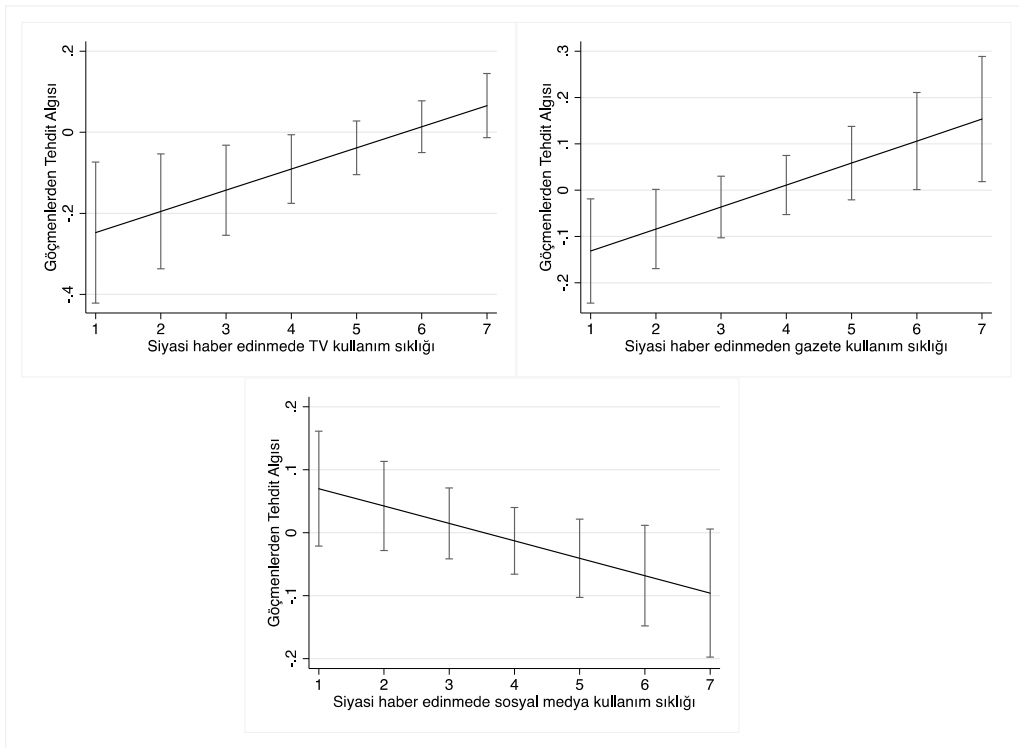 Göçmenlerden Tehdit Algısı
.2
0
-.2
-.4
1 2 3 4 5 6 7
Siyasi haber edinmede TV kullanım sıklığı
Göçmenlerden Tehdit Algısı
.3
.2
.1
0
-.1
-.2
1 2 3 4 5 6 7
Siyasi haber edinmeden gazete kullanım sıklığı
Göçmenlerden Tehdit Algısı
.2
.1
0
-.1
-.2
1 2 3 4 5 6 7
Siyasi haber edinmede sosyal medya kullanım sıklığı